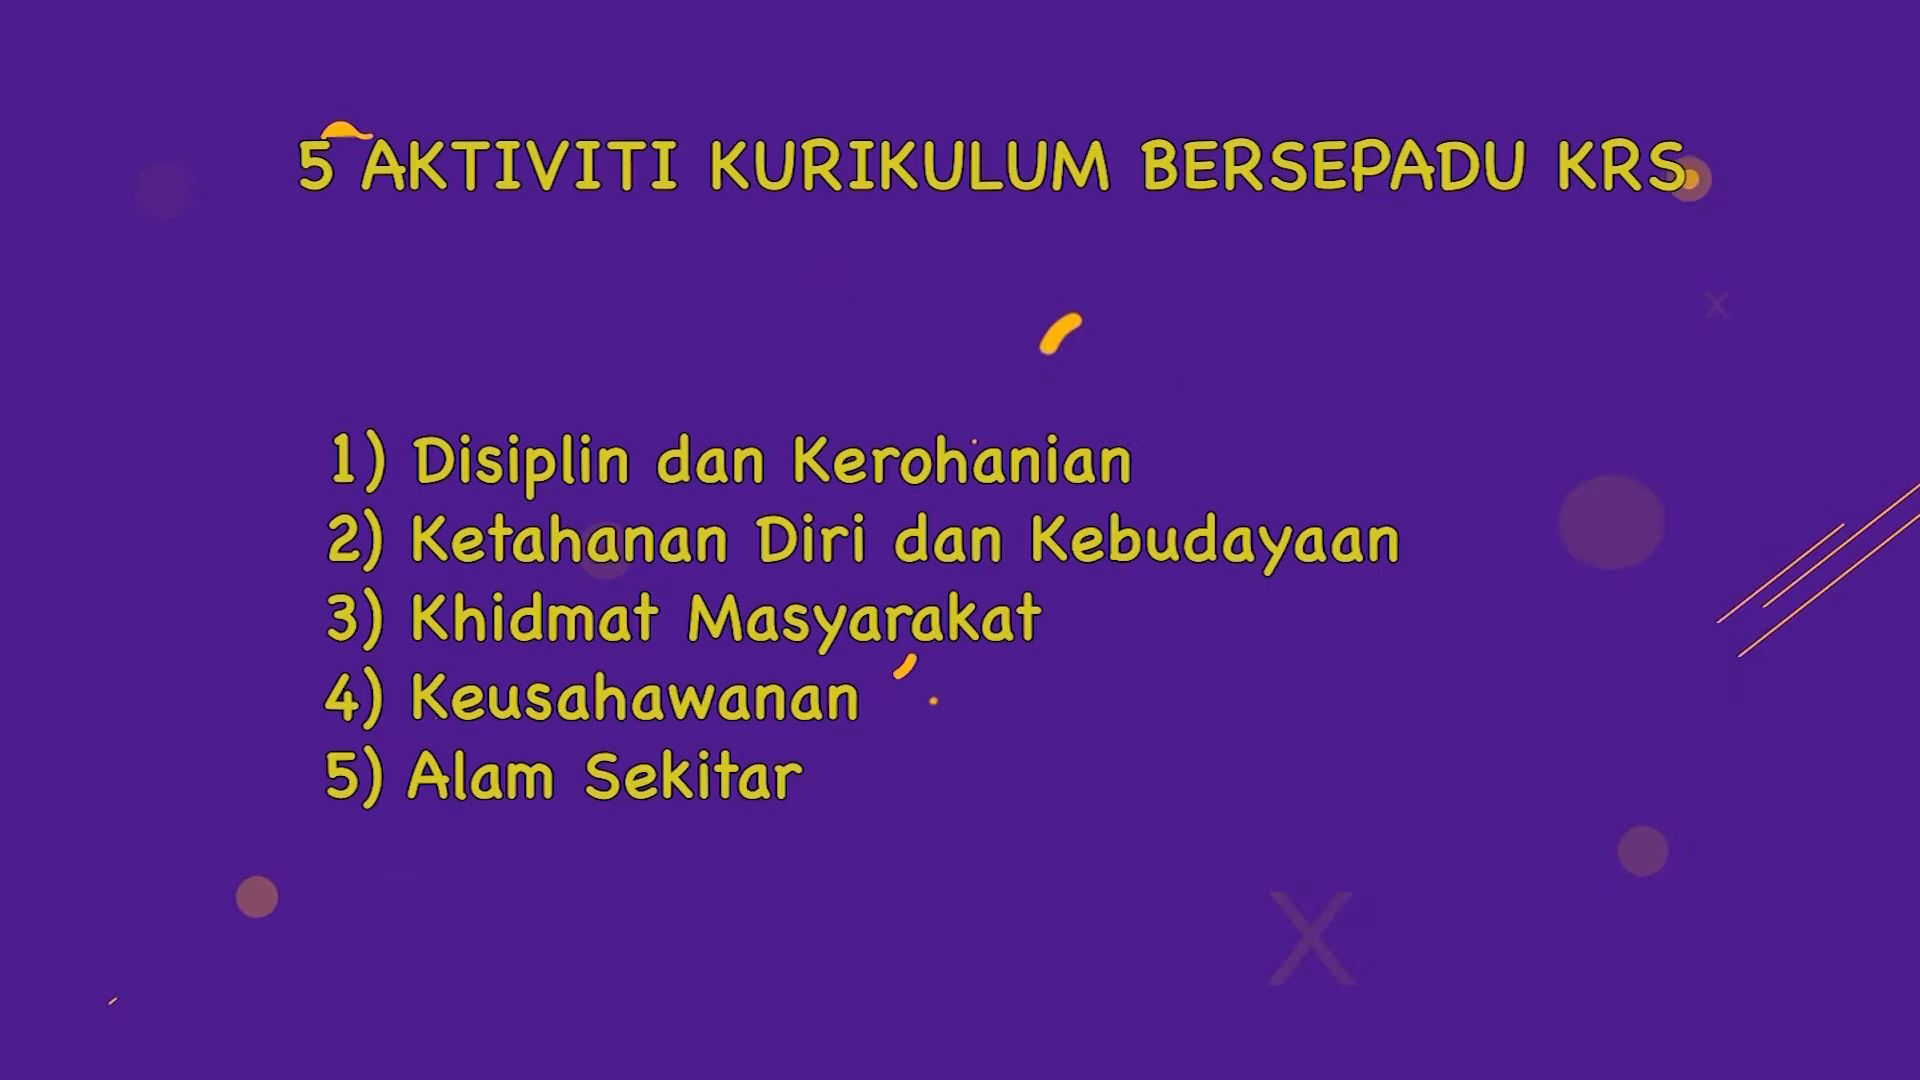 5 AKTIVITI KURIKULUM BERSEPADU KRS
1) Disiplin dan Kerohanian
2) Ketahanan Diri dan Kebudayaan
3) Khidmat Masyarakat
4) Keusahawanan
5) Alam Sekitar